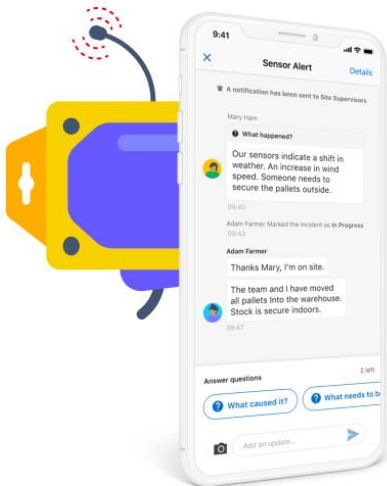 9:41
Sensor Alert
Details
A notification has been sent to Site Supervisors
Mary Ham
What happened?
Our sensors indicate a shift in
weather. An increase in wind
speed. Someone needs to
secure the pallets outside.
09:40
Adam Farmer Marked the incident as In Progress
09:43
Adam Farmer
Thanks Mary, I'm on site.
The team and I have moved
all pallets Into the warehouse.
Stock is secure indoors.
09:47
Answer questions
2 left
What caused it?
What needs to b
Add an update...